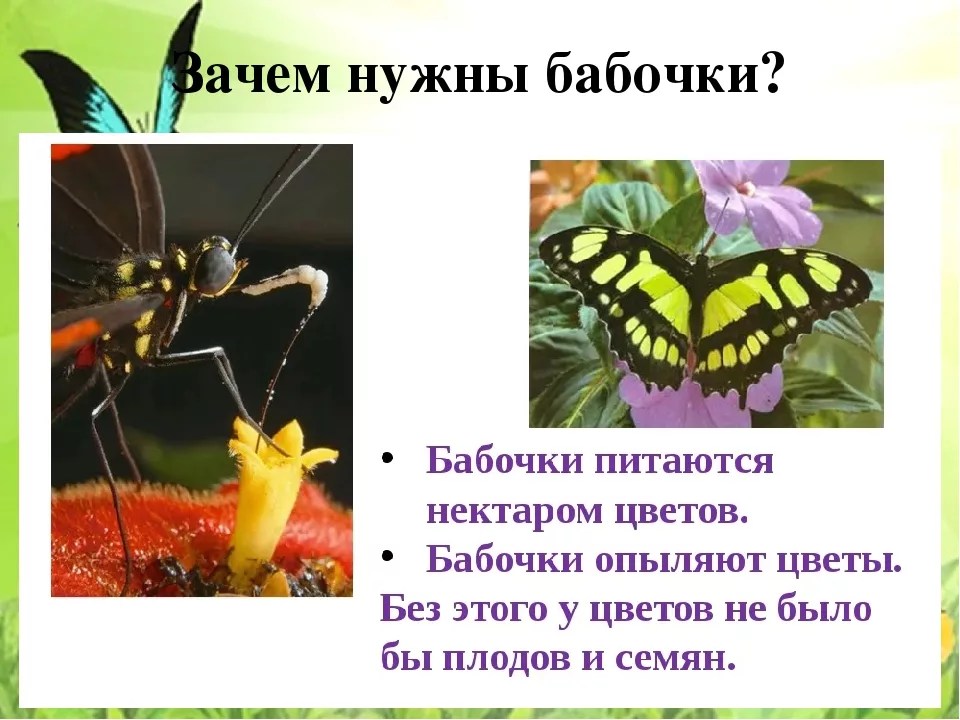 Зачем нужны бабочки?
• Бабочки питаются
нектаром цветов.
• Бабочки опыляют цветы.
Без этого у цветов не было
бы плодов и семян.